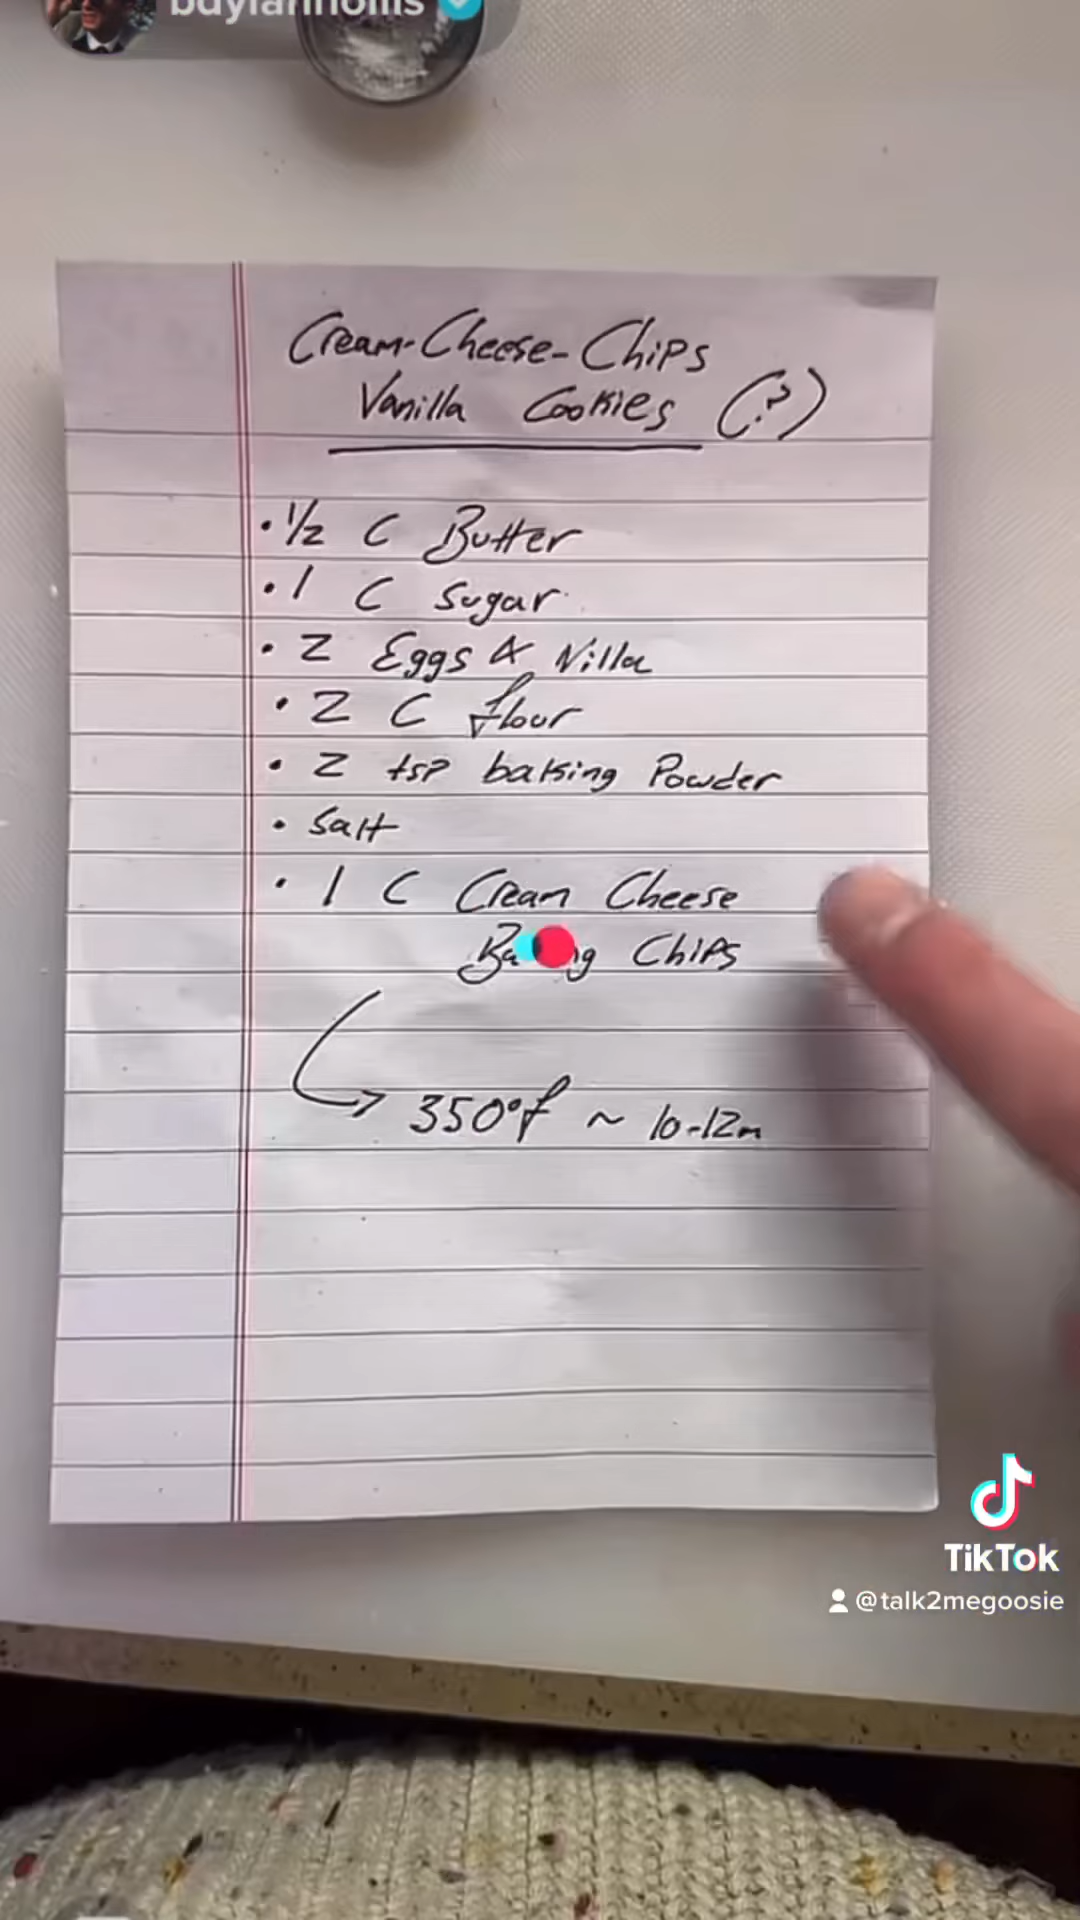 Cream-Cheese-Chips
Vanilla Cookies (?)
• 1/2 C Butter
• 1 C Sugar
• 2 Eggs & Nilla
• 2 C flour
• 2 tsp baking Powder
• Salt
• 1 C Cream Cheese
Baking Chips
350°f ~ 10-12m
TikTok
@talk2megoosie